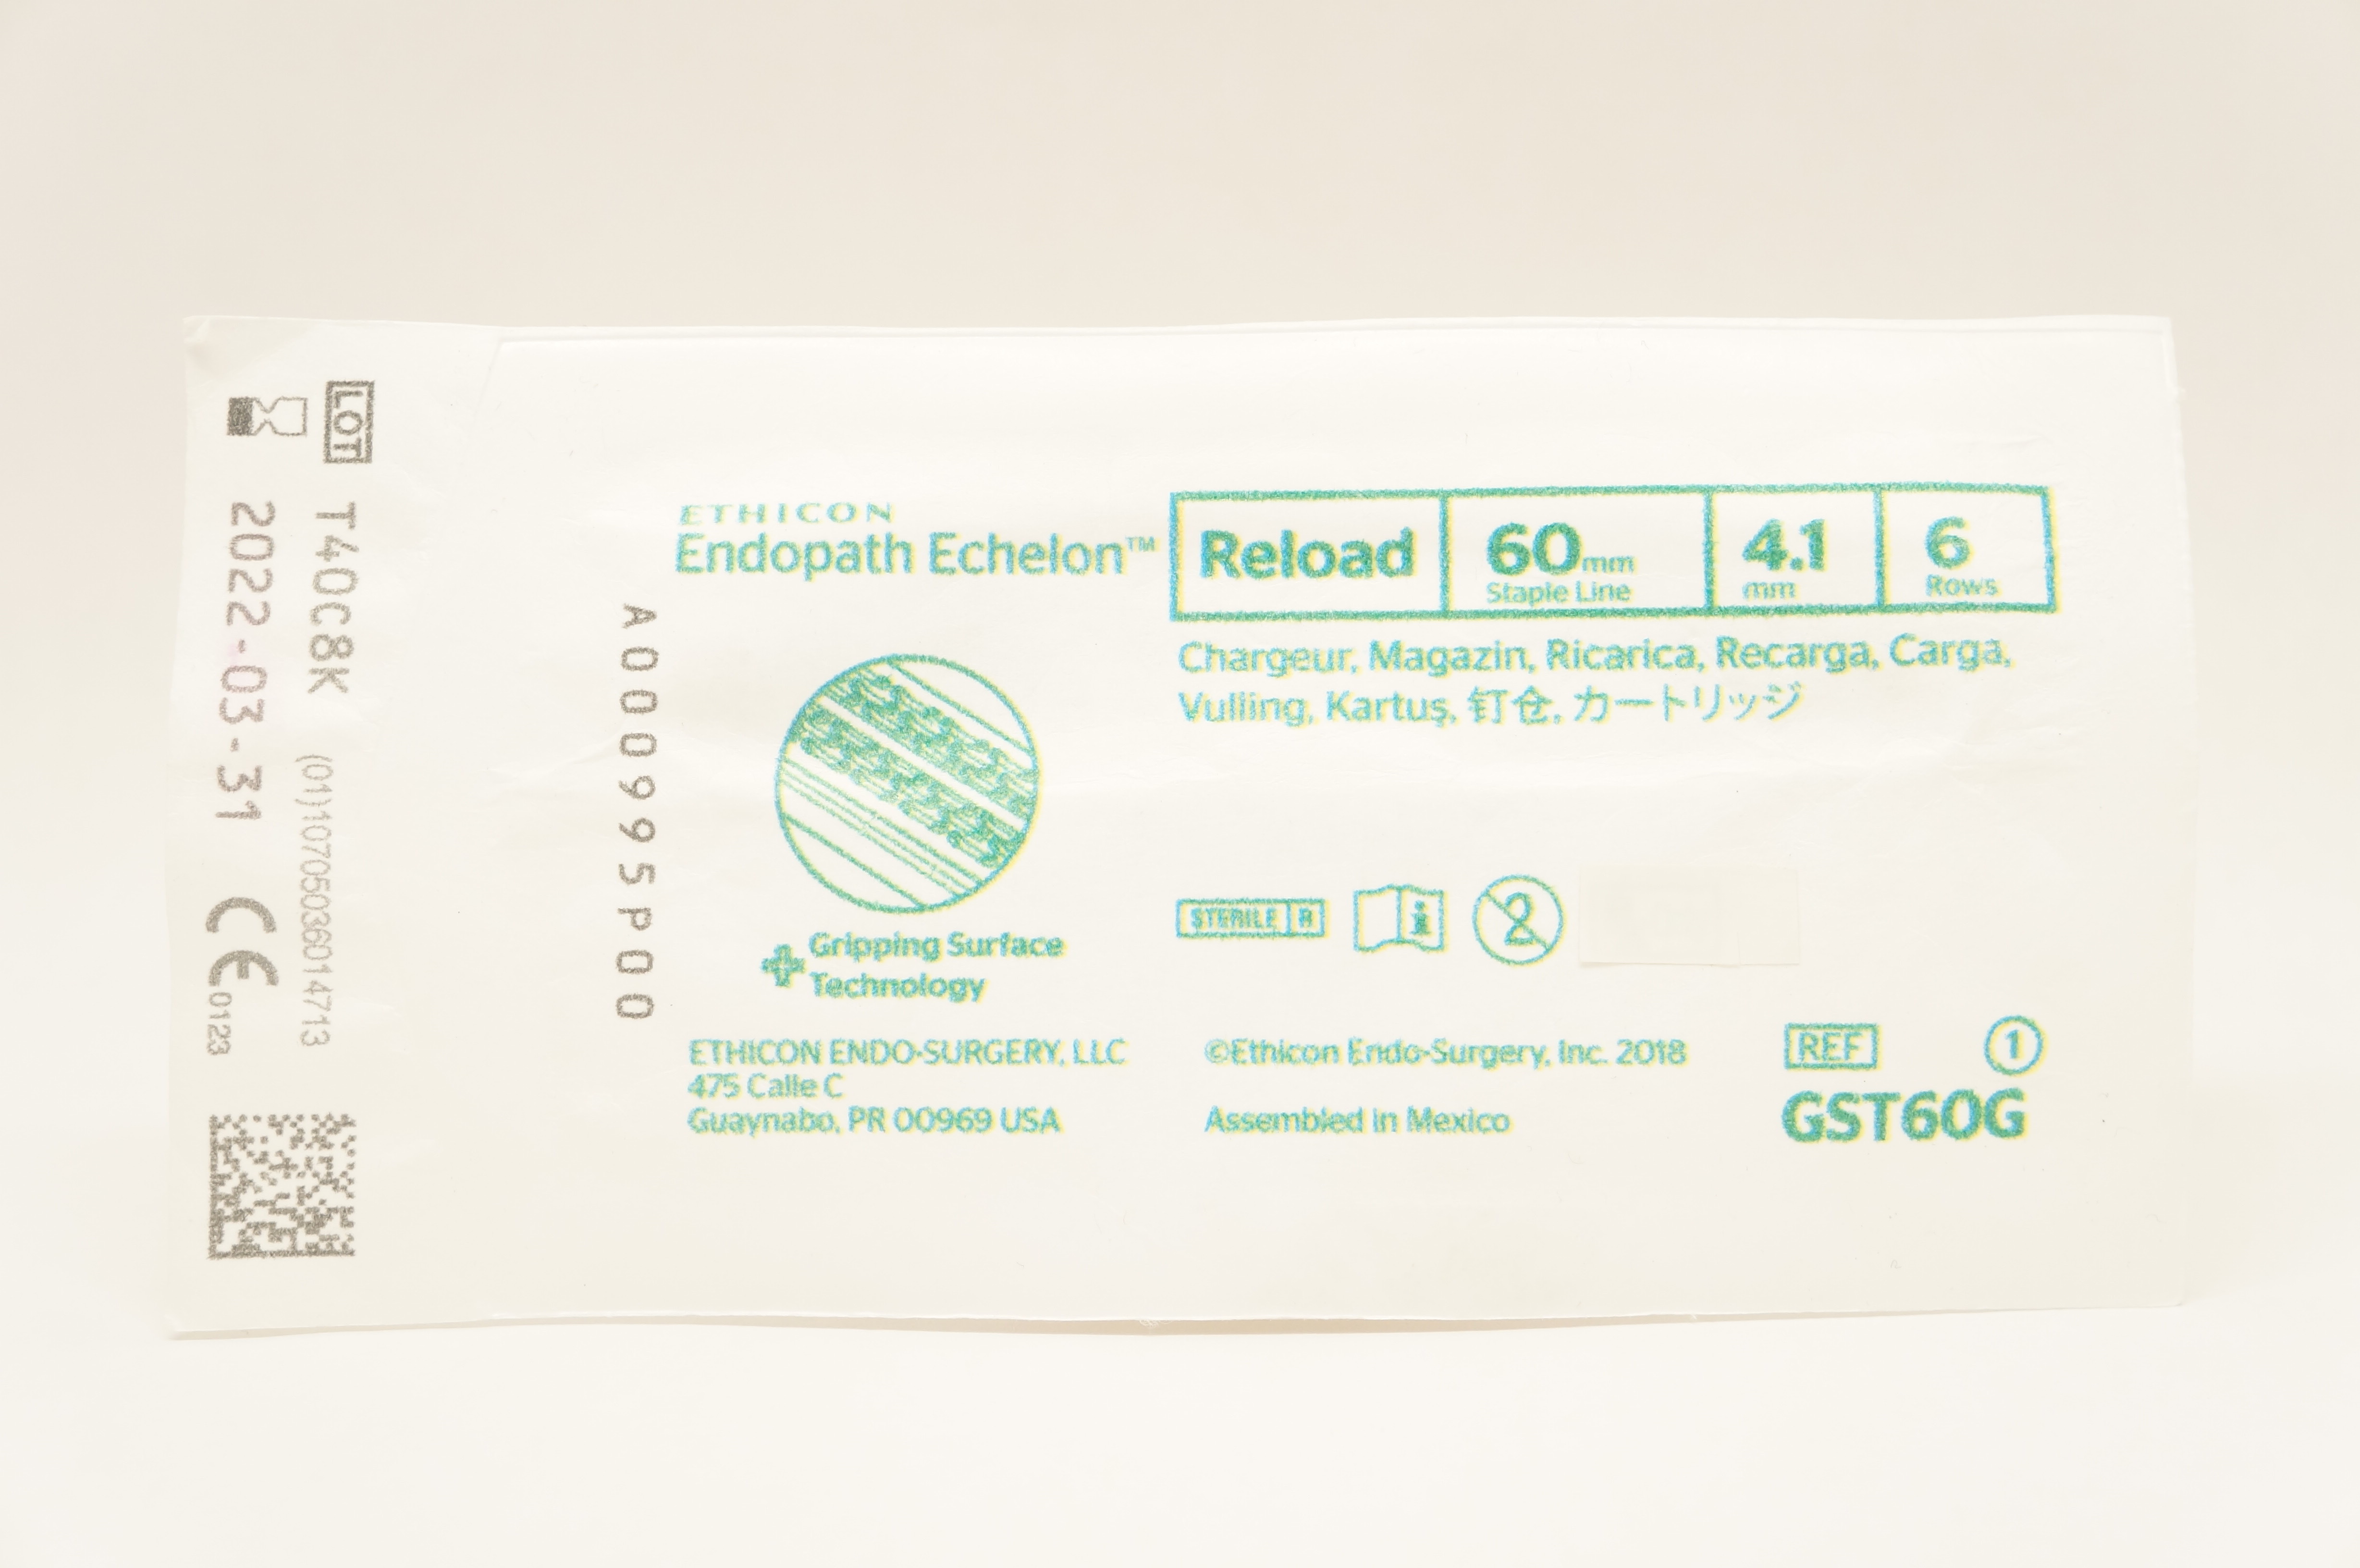 LOT T40C8K (01)10705036014713
2022-03-31 CE 0123
A000995P00
ETHICON
Endopath Echelon™
Reload
60 mm
Staple Line
4.1
mm
6
Rows
Chargeur, Magazin, Ricarica, Recarga, Carga,
Vulling, Kartuş, 钉仓, カートリッジ
Gripping Surface
Technology
STERILE R
2
ETHICON ENDO-SURGERY, LLC
475 Calle C
Guaynabo, PR 00969 USA
©Ethicon Endo-Surgery, Inc. 2018
Assembled in Mexico
REF 1
GST60G